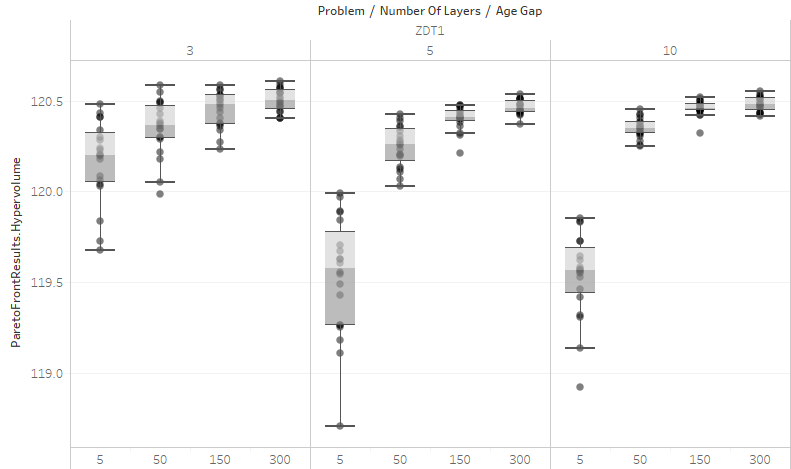 Problem / Number Of Layers / Age Gap
ZDT1
3 5 10
ParetoFrontResults.Hypervolume
120.5
120.0
119.5
119.0
5 50 150 300 5 50 150 300 5 50 150 300